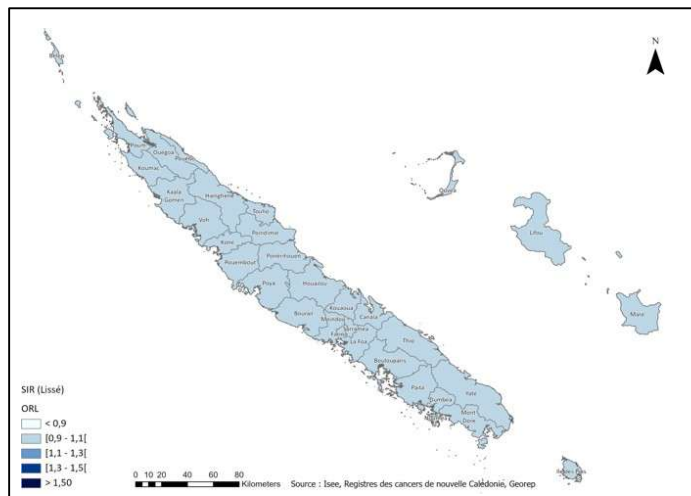 N
Belep
Poum
Ouégoa
Pouébo
Koumac
Kaala
Gomen
Hienghène
Voh
Touho
Poindimié
Koné
Pouembout
Ponérihouen
Poya
Houaïlou
Bourail
Kouaoua
Canala
Moindou
Sarraméa
Farino
La Foa
Thio
Boulouparis
Païta
Yaté
Dumbéa
Mont
Dore
Ouvéa
Lifou
Maré
SIR (Lissé)
ORL
< 0,9
[0,9 - 1,1[
[1,1 - 1,3[
[1,3 - 1,5[
> 1,50
0 10 20 40 60 80
Kilometers
Source : Isee, Registres des cancers de nouvelle Calédonie, Georep